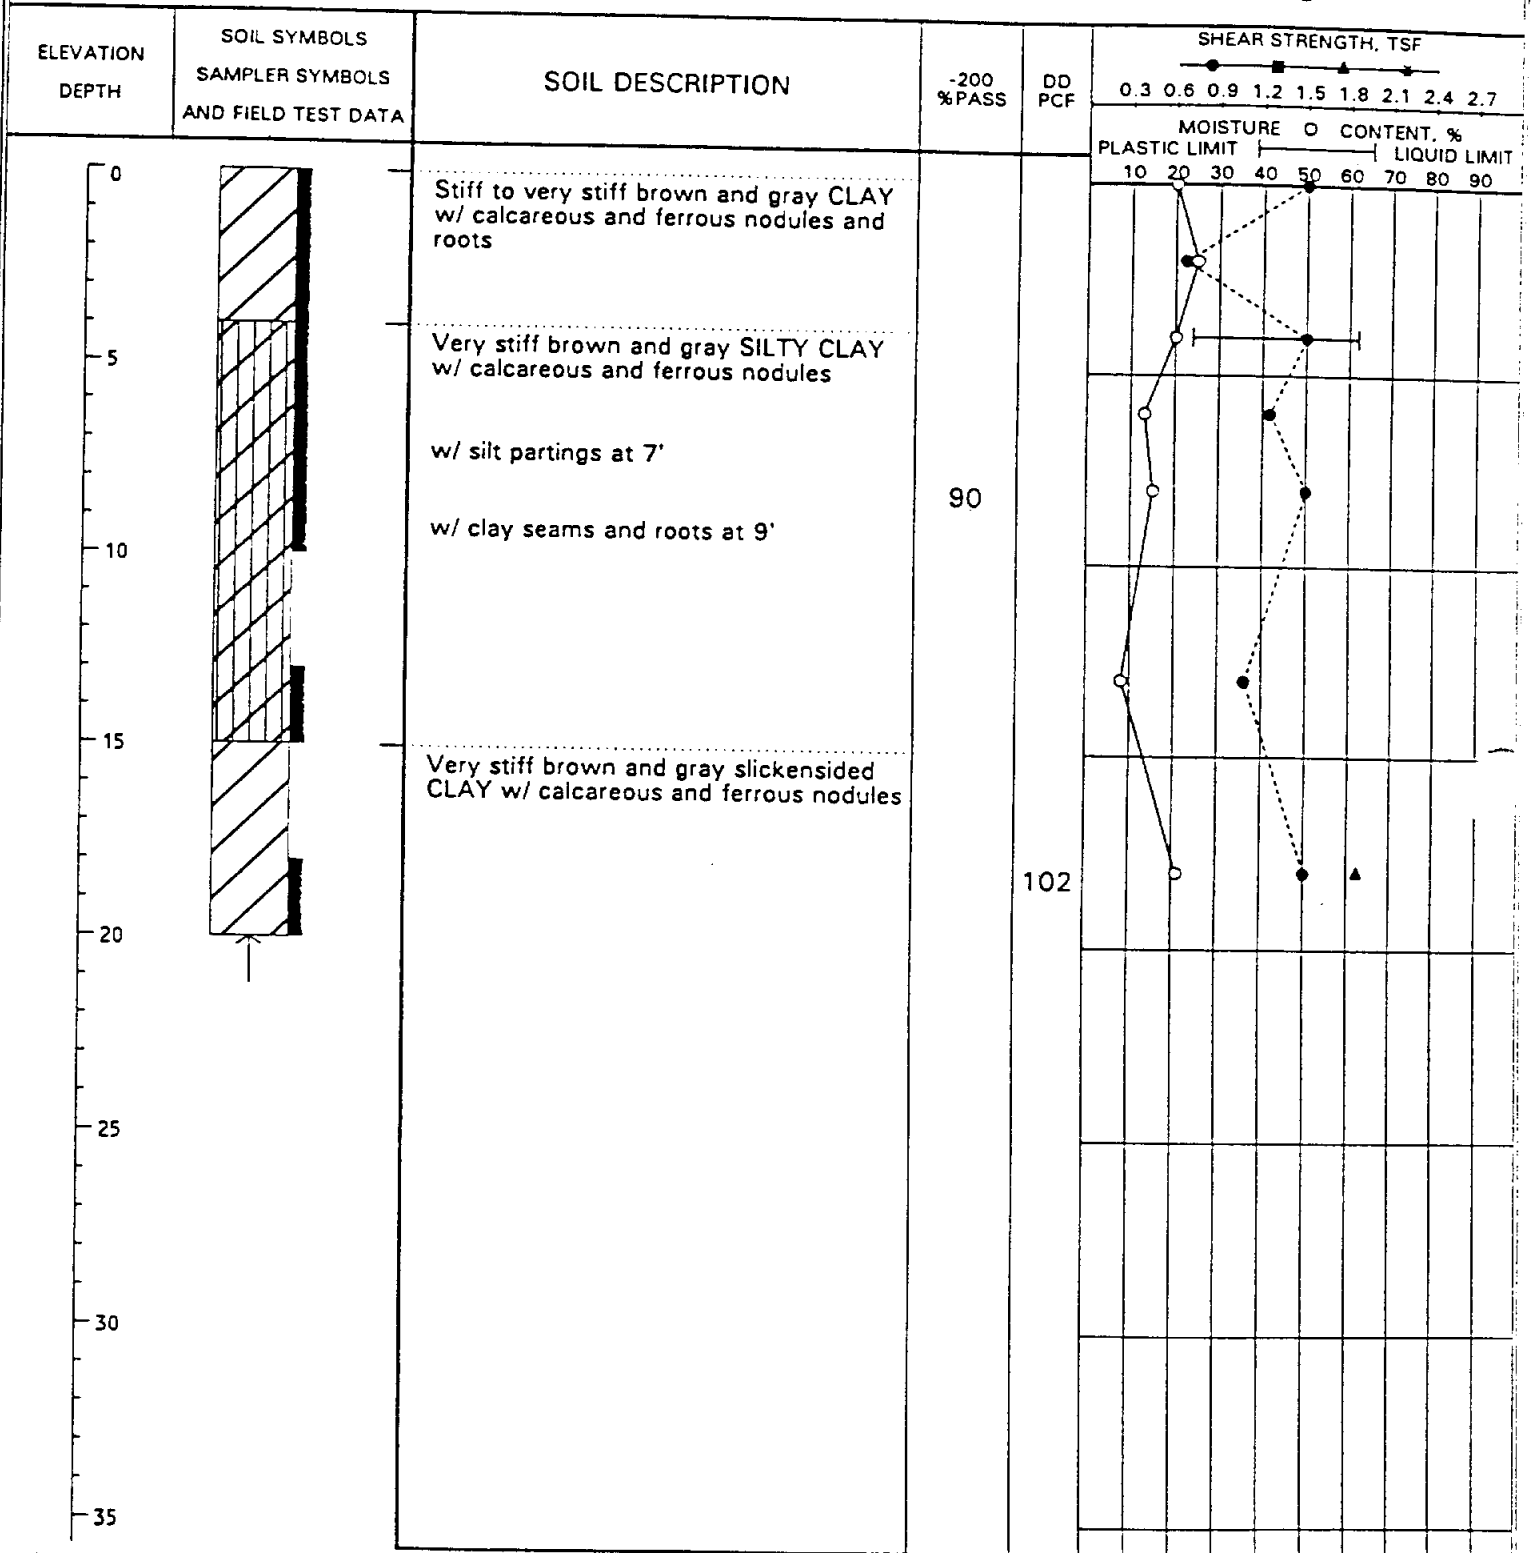 ELEVATION
DEPTH
SOIL SYMBOLS
SAMPLER SYMBOLS
AND FIELD TEST DATA
SOIL DESCRIPTION
-200
%PASS
DD
PCF
SHEAR STRENGTH, TSF
0.3 0.6 0.9 1.2 1.5 1.8 2.1 2.4 2.7
MOISTURE O CONTENT, %
PLASTIC LIMIT LIQUID LIMIT
10 20 30 40 50 60 70 80 90
0
Stiff to very stiff brown and gray CLAY
w/ calcareous and ferrous nodules and
roots
Very stiff brown and gray SILTY CLAY
w/ calcareous and ferrous nodules
5
w/ silt partings at 7'
90
w/ clay seams and roots at 9'
10
15
Very stiff brown and gray slickensided
CLAY w/ calcareous and ferrous nodules
102
20
25
30
35